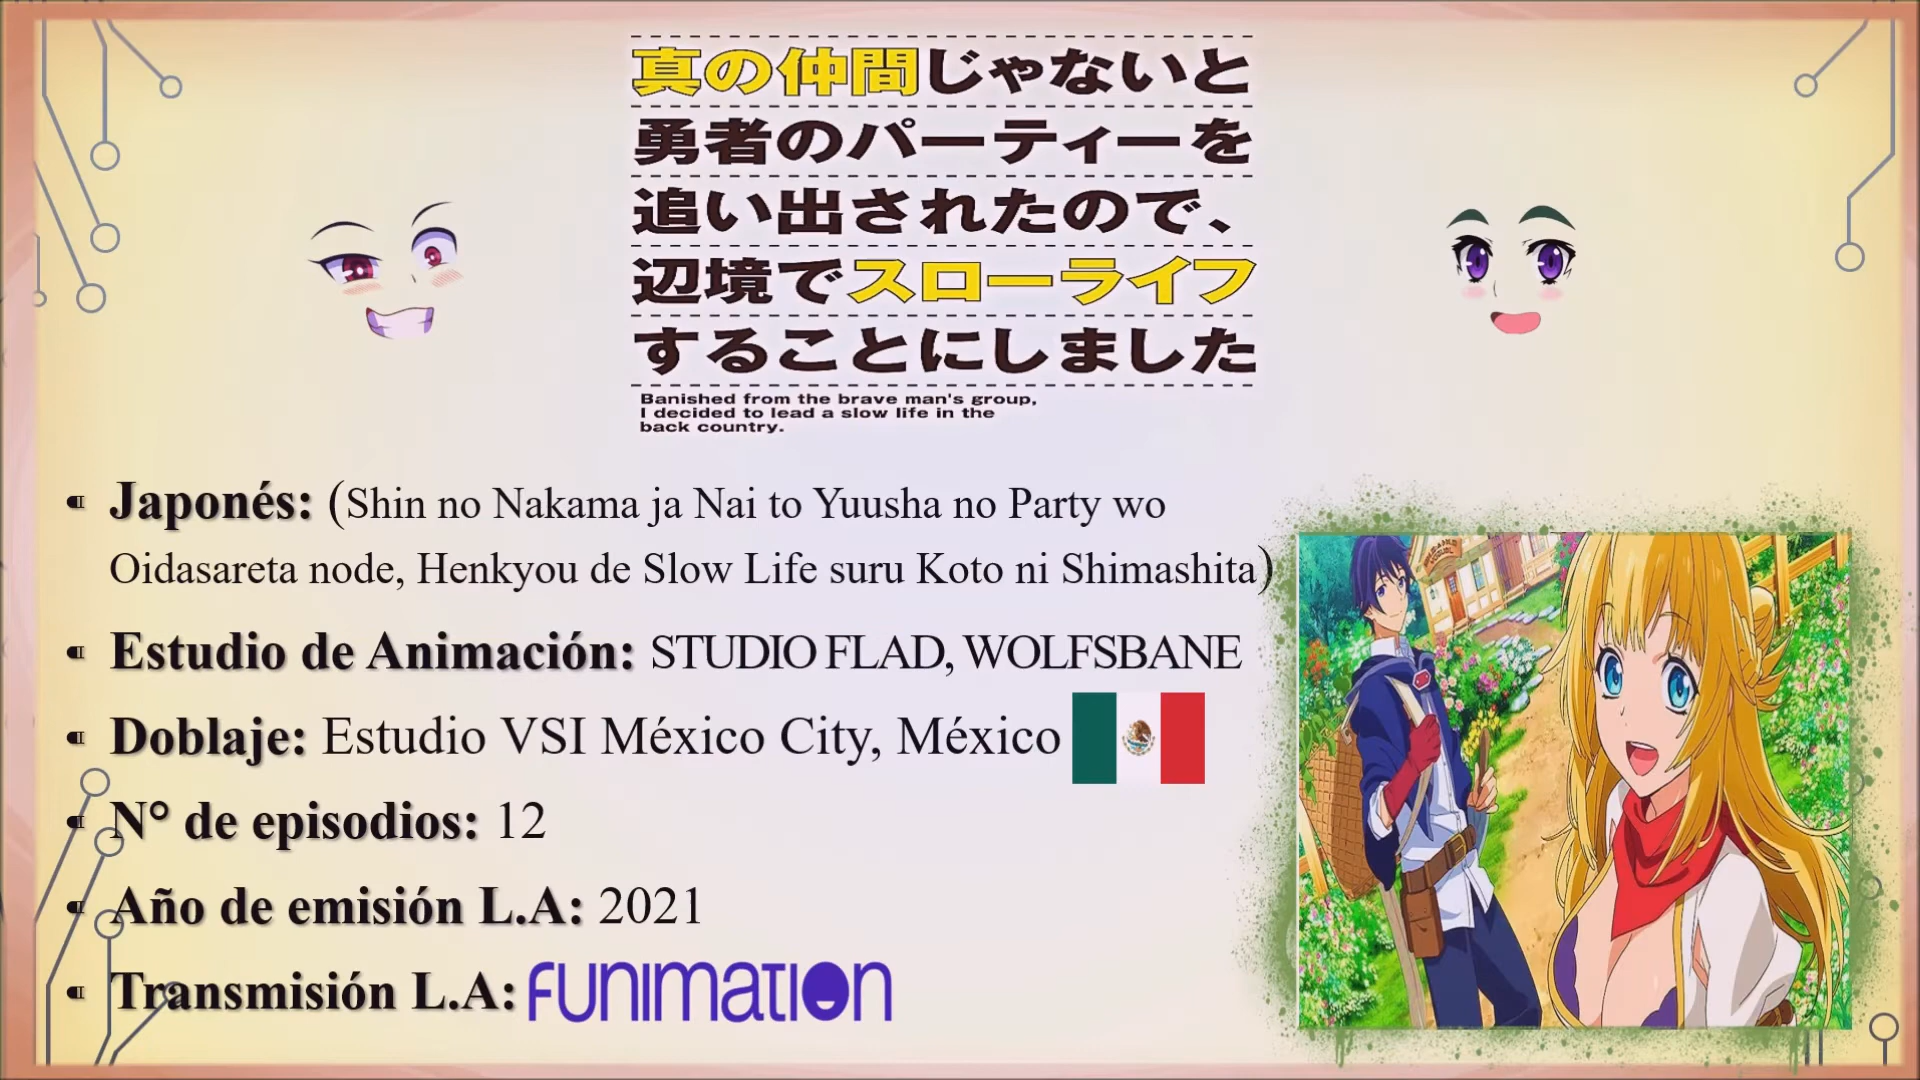 真の仲間じゃないと
勇者のパーティーを
追い出されたので、
辺境でスローライフ
することにしました
Banished from the brave man's group,
I decided to lead a slow life in the
back country.
Japonés: (Shin no Nakama ja Nai to Yuusha no Party wo
Oidasareta node, Henkyou de Slow Life suru Koto ni Shimashita)
Estudio de Animación: STUDIO FLAD, WOLFSBANE
Doblaje: Estudio VSI México City, México
N° de episodios: 12
Año de emisión L.A: 2021
Transmisión L.A: FUNIMATION